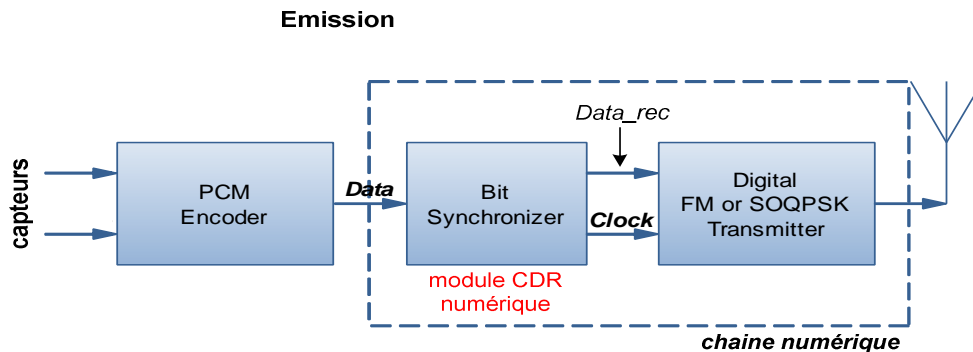 Emission
capteurs
PCM
Encoder
Data
Bit
Synchronizer
module CDR
numérique
Data_rec
Clock
Digital
FM or SOQPSK
Transmitter
chaine numérique